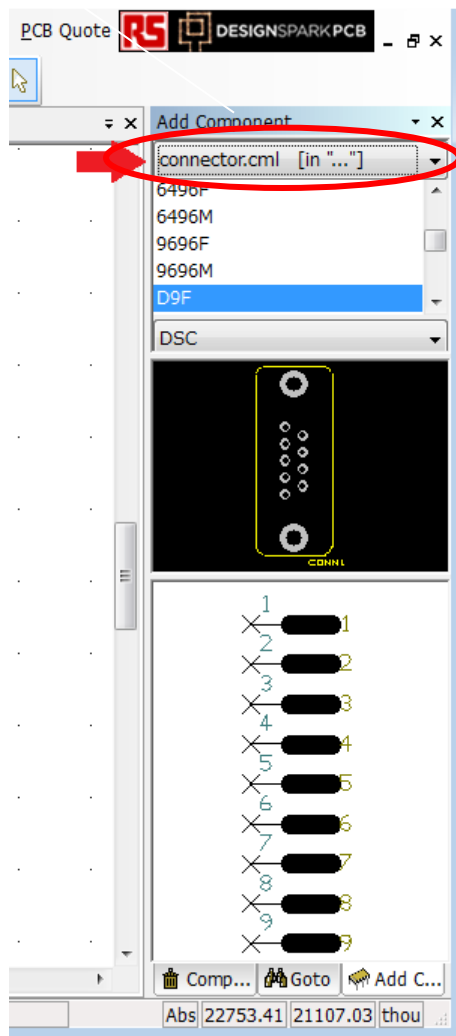 PCB Quote RS DESIGNSPARK PCB
Add Component
connector.cml [in "..."]
6496F
6496M
9696F
9696M
D9F
DSC
CONN1
1 1
2 2
3 3
4 4
5 5
6 6
7 7
8 8
9 9
Comp... Goto Add C...
Abs 22753.41 21107.03 thou